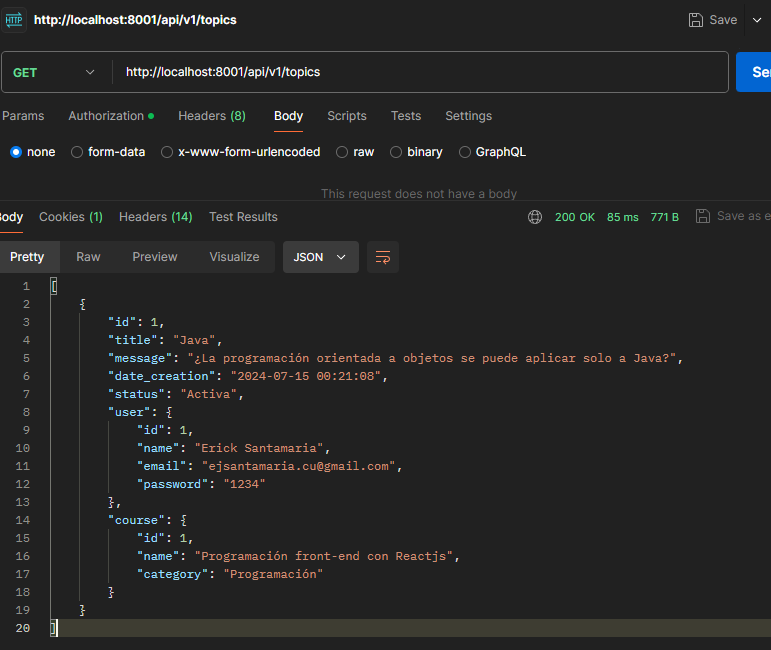 HTTP http://localhost:8001/api/v1/topics Save
GET http://localhost:8001/api/v1/topics Se
Params Authorization Headers (8) Body Scripts Tests Settings
none form-data x-www-form-urlencoded raw binary GraphQL
This request does not have a body
Body Cookies (1) Headers (14) Test Results 200 OK 85 ms 771 B Save as e
Pretty Raw Preview Visualize JSON
1 [
2 {
3 "id": 1,
4 "title": "Java",
5 "message": "¿La programación orientada a objetos se puede aplicar solo a Java?",
6 "date_creation": "2024-07-15 00:21:08",
7 "status": "Activa",
8 "user": {
9 "id": 1,
10 "name": "Erick Santamaria",
11 "email": "ejsantamaria.cu@gmail.com",
12 "password": "1234"
13 },
14 "course": {
15 "id": 1,
16 "name": "Programación front-end con Reactjs",
17 "category": "Programación"
18 }
19 }
20 ]